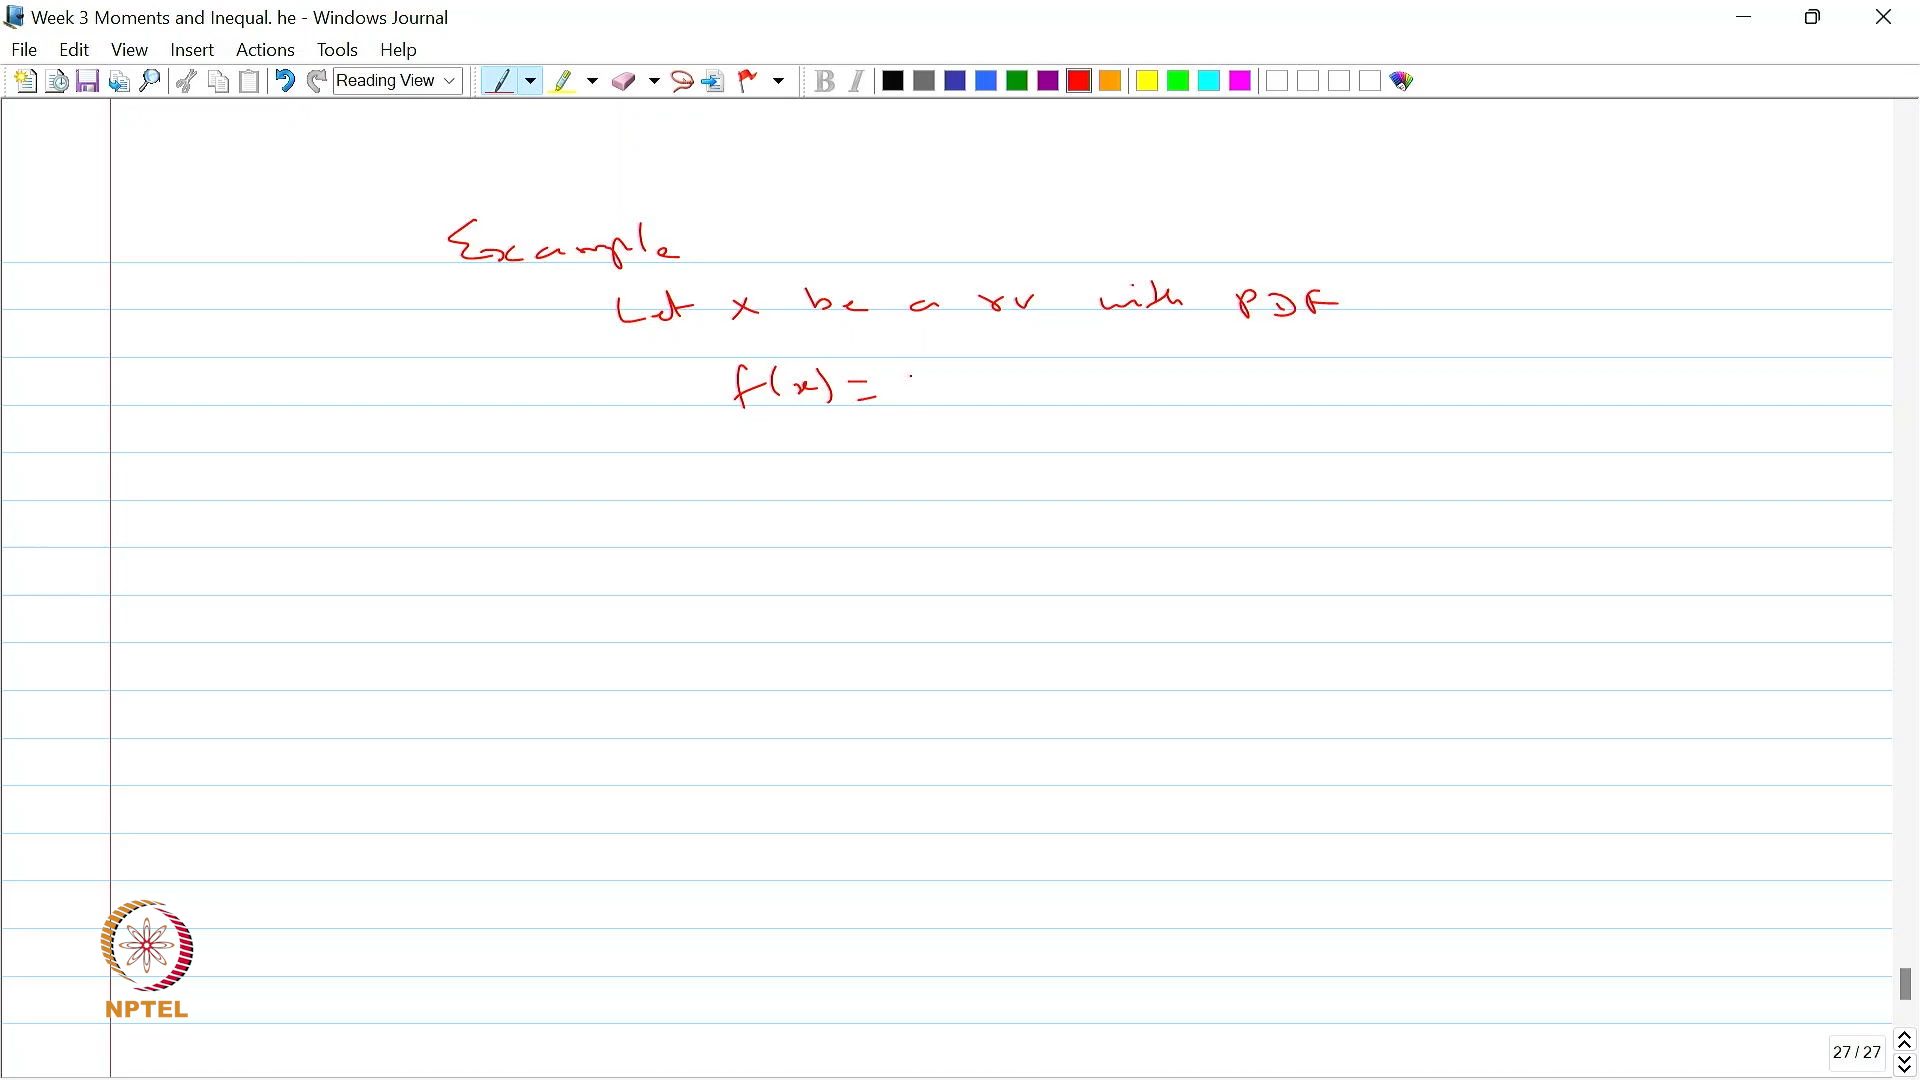 Week 3 Moments and Inequal. he - Windows Journal
File Edit View Insert Actions Tools Help
Reading View B I
Example
Let X be a rv with PDF
f(x) =
NPTEL
27 / 27